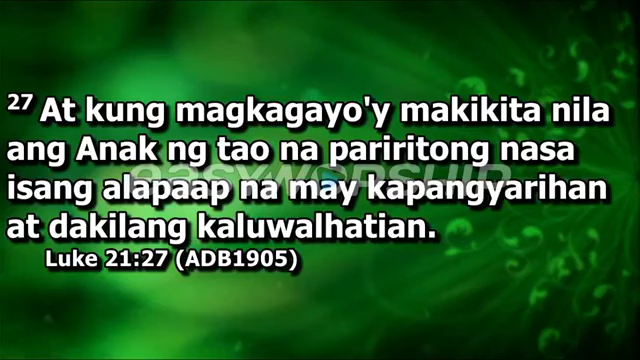 27 At kung magkagayo'y makikita nila
ang Anak ng tao na pariritong nasa
isang alapaap na may kapangyarihan
at dakilang kaluwalhatian.
Luke 21:27 (ADB1905)
EASYWORSHIP